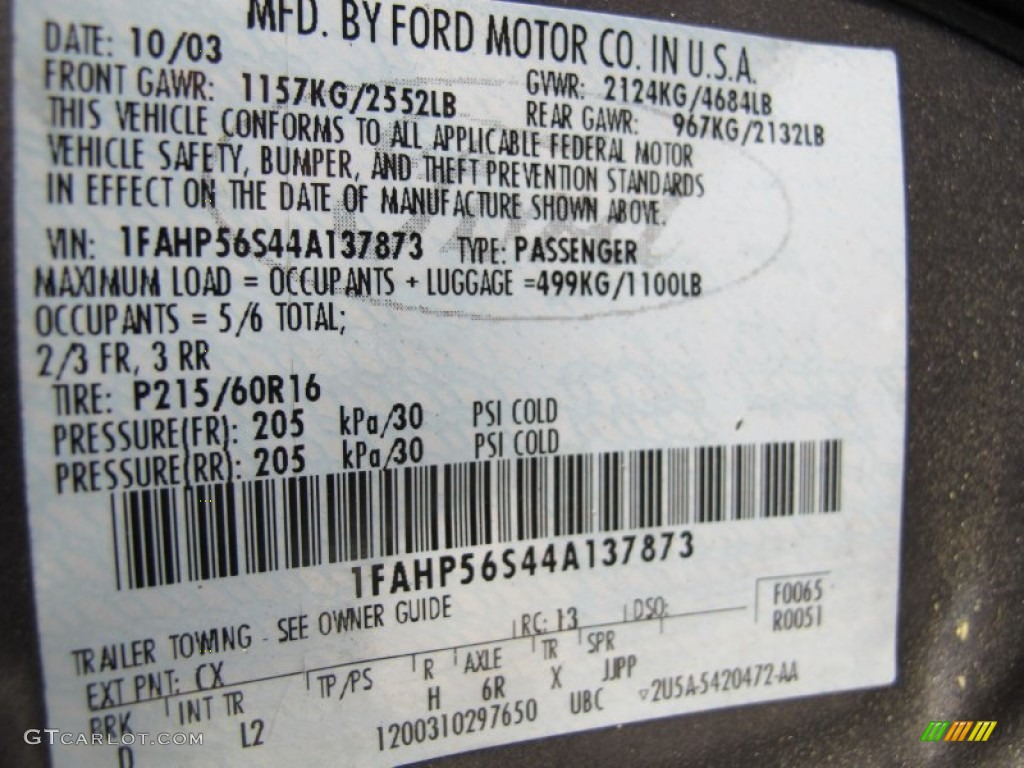 MFD. BY FORD MOTOR CO. IN U.S.A.
DATE: 10/03 GVWR: 2124KG/4684LB
FRONT GAWR: 1157KG/2552LB REAR GAWR: 967KG/2132LB
THIS VEHICLE CONFORMS TO ALL APPLICABLE FEDERAL MOTOR
VEHICLE SAFETY, BUMPER, AND THEFT PREVENTION STANDARDS
IN EFFECT ON THE DATE OF MANUFACTURE SHOWN ABOVE.
VIN: 1FAHP56S44A137873 TYPE: PASSENGER
MAXIMUM LOAD = OCCUPANTS + LUGGAGE =499KG/1100LB
OCCUPANTS = 5/6 TOTAL;
2/3 FR, 3 RR
TIRE: P215/60R16
PRESSURE(FR): 205 kPa/30 PSI COLD
PRESSURE(RR): 205 kPa/30 PSI COLD
1FAHP56S44A137873
TRAILER TOWING - SEE OWNER GUIDE
F0065
EXT PNT: CX RC: 13 DSO: R0051
BRK INT TR TP/PS R AXLE TR SPR
D L2 H 6R X JJPP
1200310297650 UBC ▽2U5A-5420472-AA
GTCarLot.com